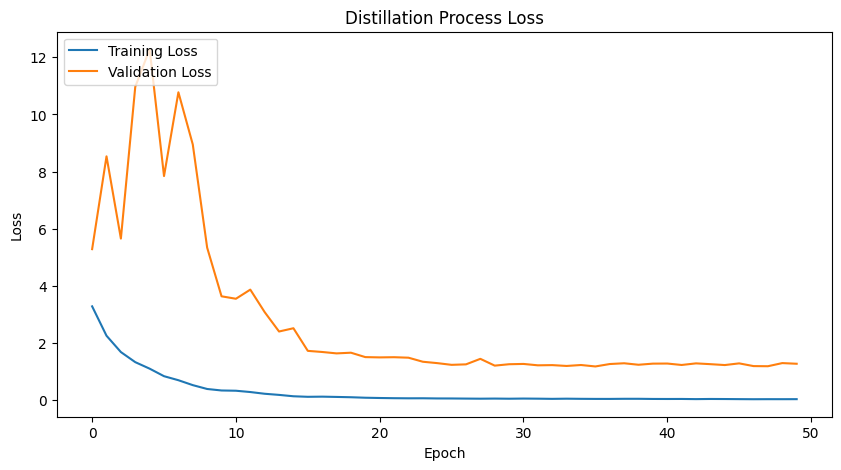 Distillation Process Loss
Training Loss
Validation Loss
12
10
8
6
4
2
0
Loss
0 10 20 30 40 50
Epoch